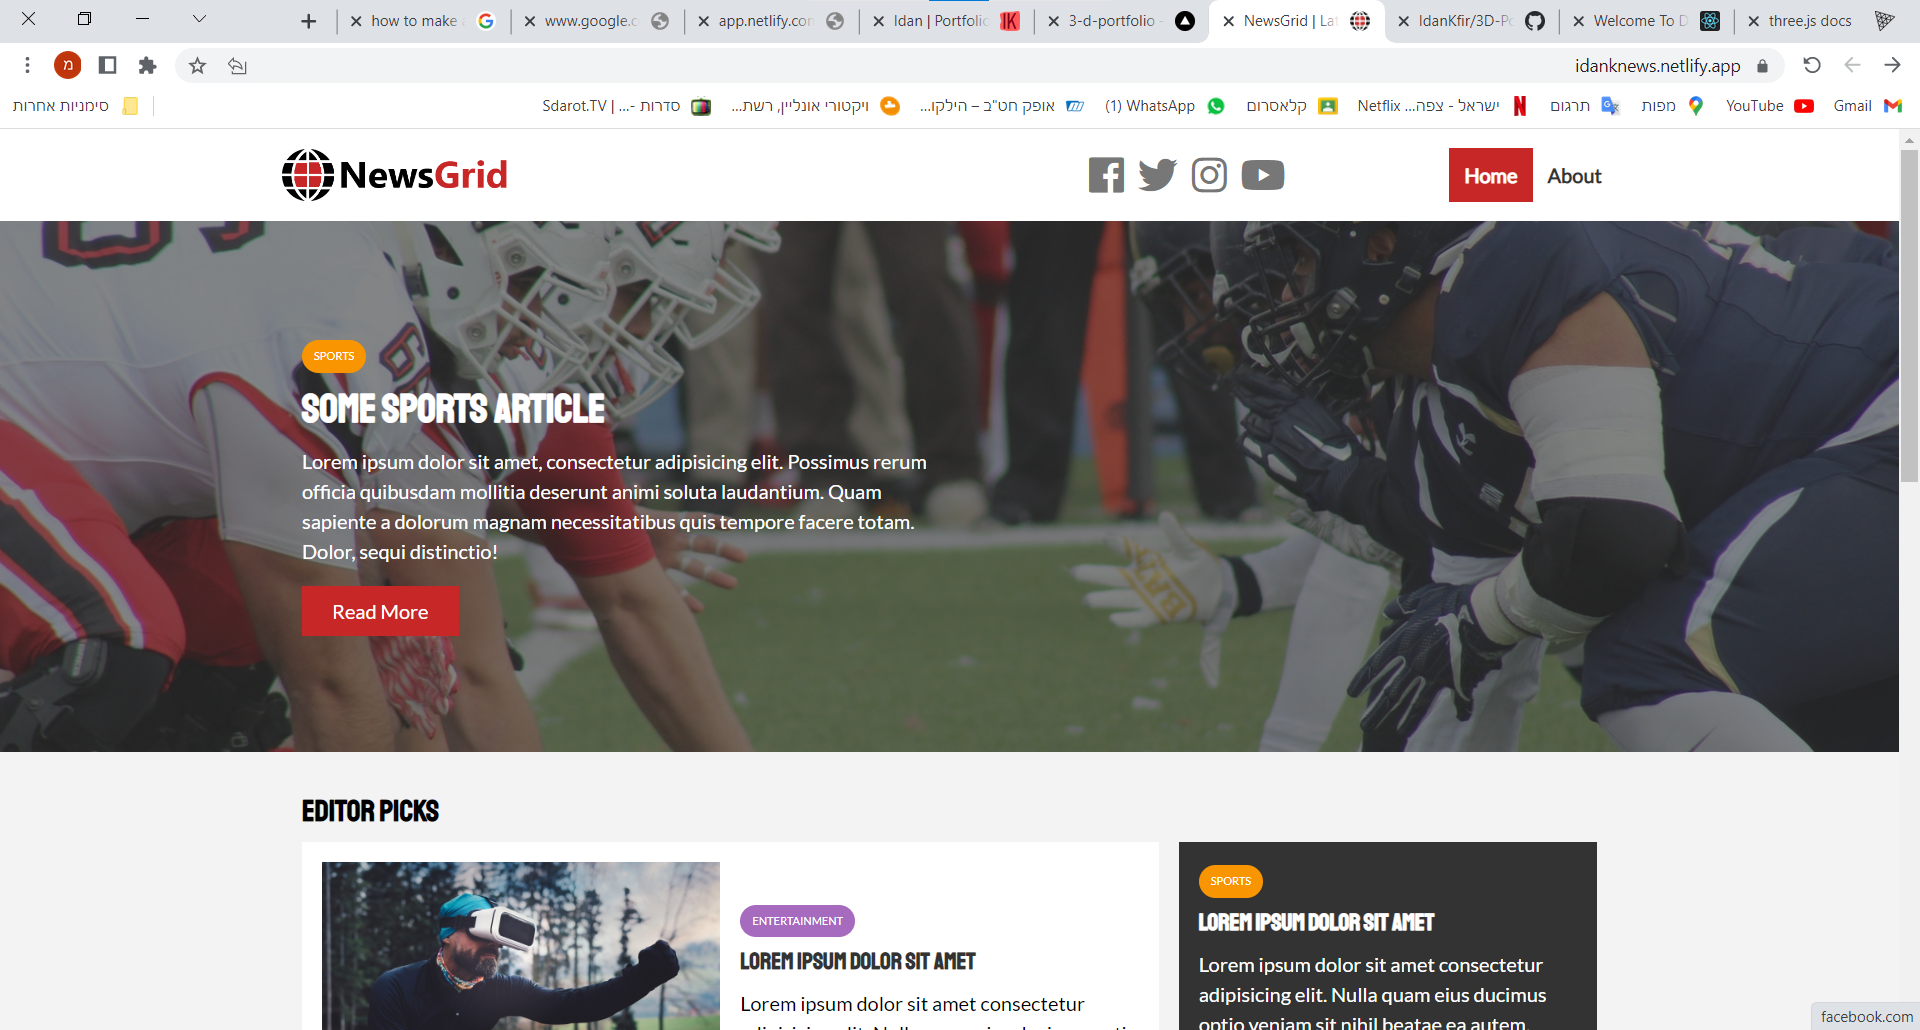 how to make
www.google.c
app.netlify.com
Idan | Portfolio
3-d-portfolio
NewsGrid | Lat
IdanKfir/3D-Po
Welcome To D
three.js docs
מ
idanknews.netlify.app
סימניות אחרות
Sdarot.TV | ...- סדרות
ויקטורי אונליין, רשת...
אופק חט"ב – הילקו...
(1) WhatsApp
קלאסרום
Netflix ישראל - צפה...
תרגום
מפות
YouTube
Gmail
NewsGrid
Home
About
SPORTS
SOME SPORTS ARTICLE
Lorem ipsum dolor sit amet, consectetur adipisicing elit. Possimus rerum
officia quibusdam mollitia deserunt animi soluta laudantium. Quam
sapiente a dolorum magnam necessitatibus quis tempore facere totam.
Dolor, sequi distinctio!
Read More
EDITOR PICKS
ENTERTAINMENT
LOREM IPSUM DOLOR SIT AMET
Lorem ipsum dolor sit amet consectetur
SPORTS
LOREM IPSUM DOLOR SIT AMET
Lorem ipsum dolor sit amet consectetur
adipisicing elit. Nulla quam eius ducimus
optio veniam sit nihil beatae ea autem
facebook.com